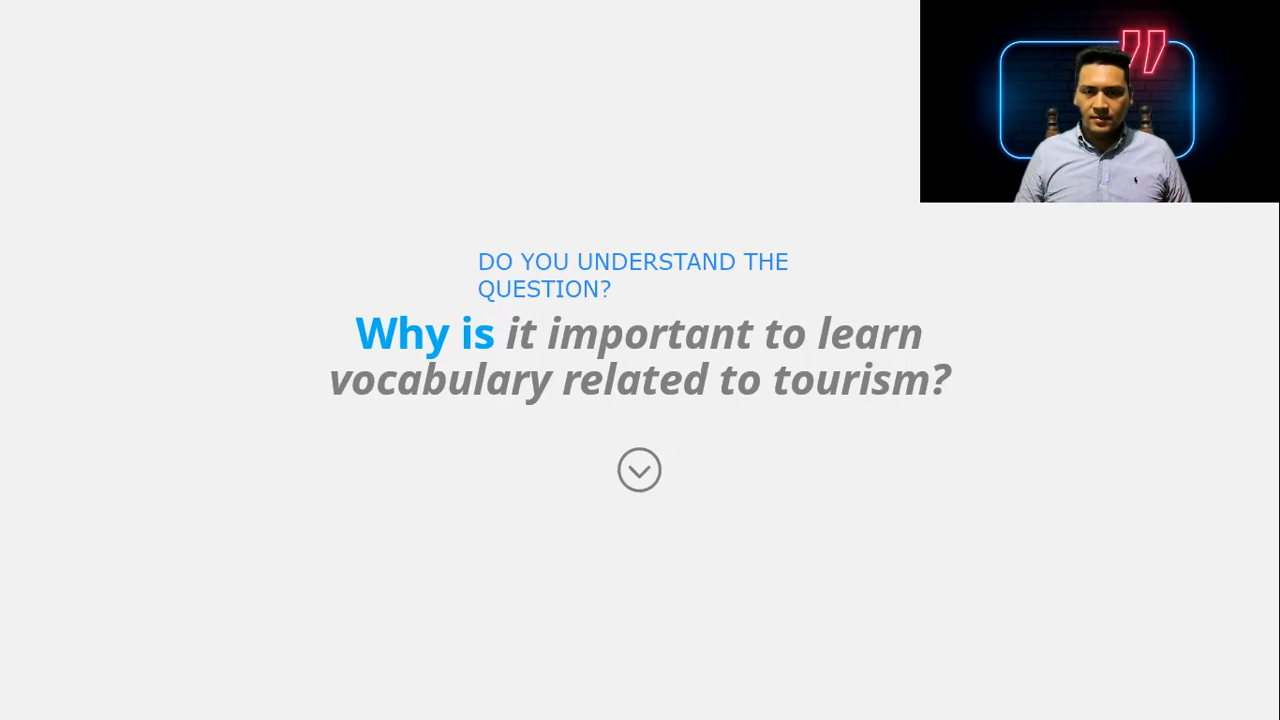 DO YOU UNDERSTAND THE
QUESTION?
Why is it important to learn
vocabulary related to tourism?